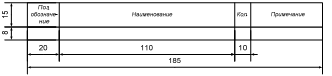 15
Поз.
обозначе-
ние
Наименование
Кол.
Примечание
8
20
110
10
185